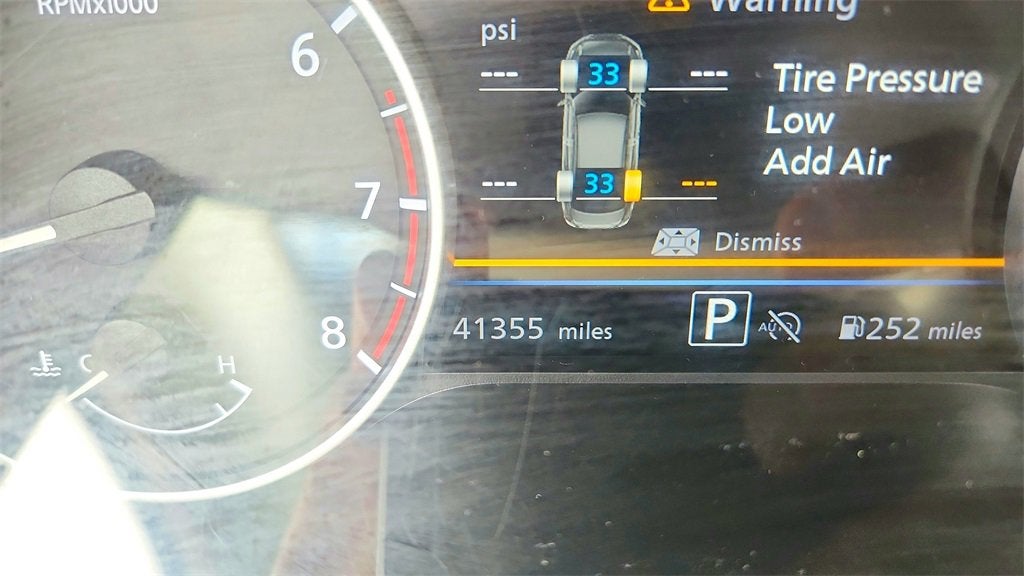 RPMx1000
6
7
8
C
H
Warning
psi
--- 33 ---
--- 33 ---
Tire Pressure
Low
Add Air
Dismiss
41355 miles
P
AUTO
252 miles